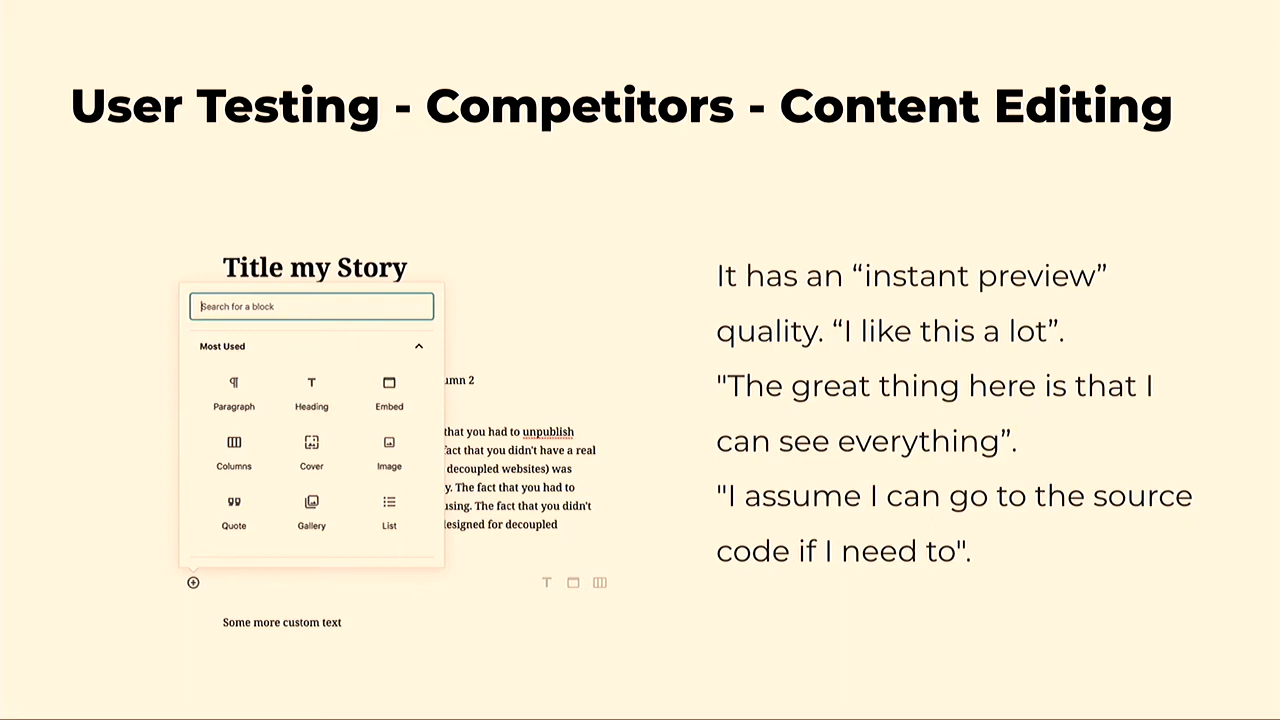 User Testing - Competitors - Content Editing
Title my Story
Search for a block
Most Used
Paragraph Heading Embed
Columns Cover Image
Quote Gallery List
2
that you had to unpublish
fact that you didn't have a real
decoupled websites) was
The fact that you had to
The fact that you didn't
designed for decoupled
Some more custom text
It has an “instant preview”
quality. “I like this a lot”.
"The great thing here is that I
can see everything”.
"I assume I can go to the source
code if I need to".